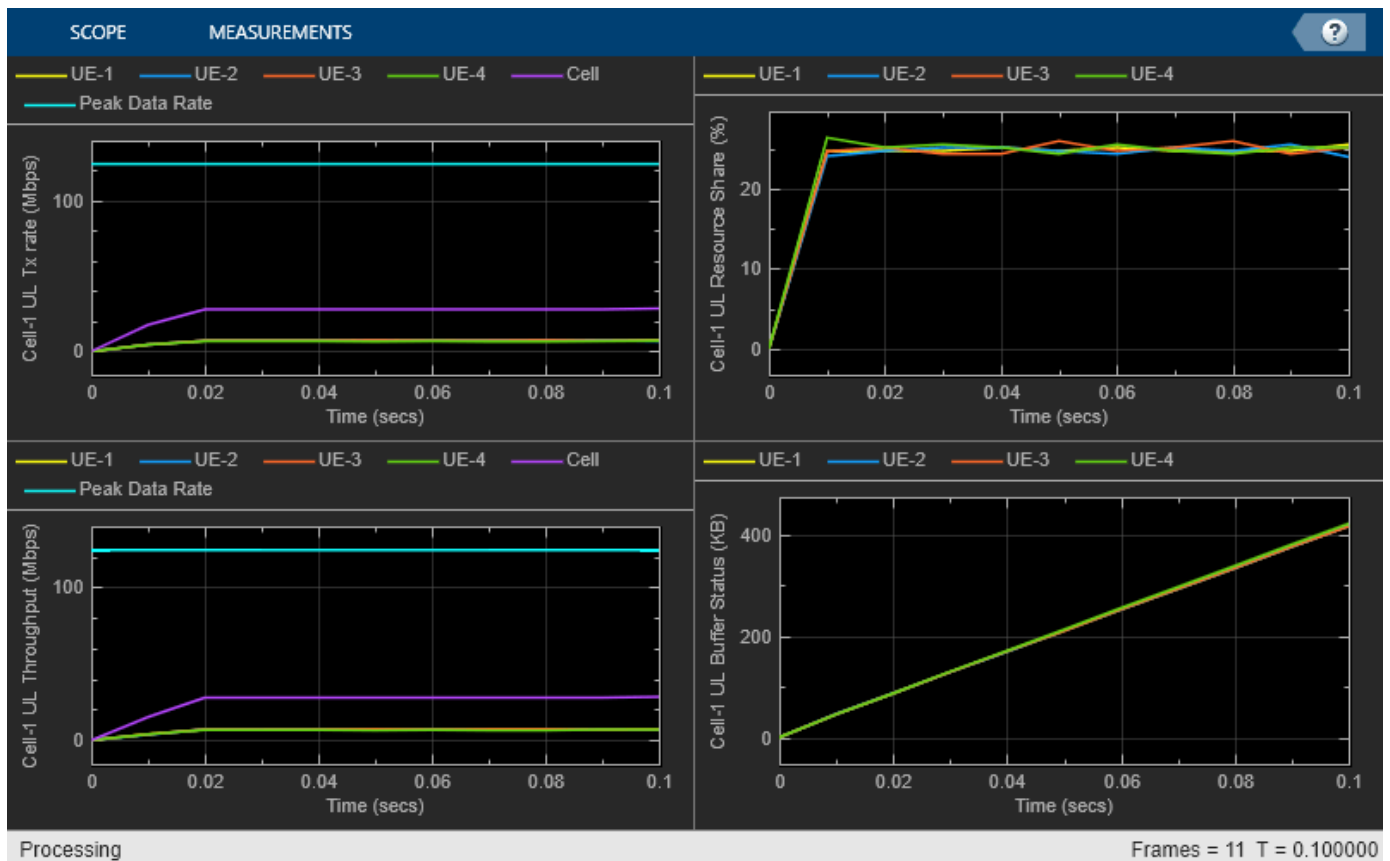 SCOPE MEASUREMENTS ?
UE-1 UE-2 UE-3 UE-4 Cell
Peak Data Rate
Cell-1 UL Tx rate (Mbps)
100
0
0 0.02 0.04 0.06 0.08 0.1
Time (secs)
UE-1 UE-2 UE-3 UE-4
Cell-1 UL Resource Share (%)
20
10
0
0 0.02 0.04 0.06 0.08 0.1
Time (secs)
UE-1 UE-2 UE-3 UE-4 Cell
Peak Data Rate
Cell-1 UL Throughput (Mbps)
100
0
0 0.02 0.04 0.06 0.08 0.1
Time (secs)
UE-1 UE-2 UE-3 UE-4
Cell-1 UL Buffer Status (KB)
400
200
0
0 0.02 0.04 0.06 0.08 0.1
Time (secs)
Processing Frames = 11 T = 0.100000